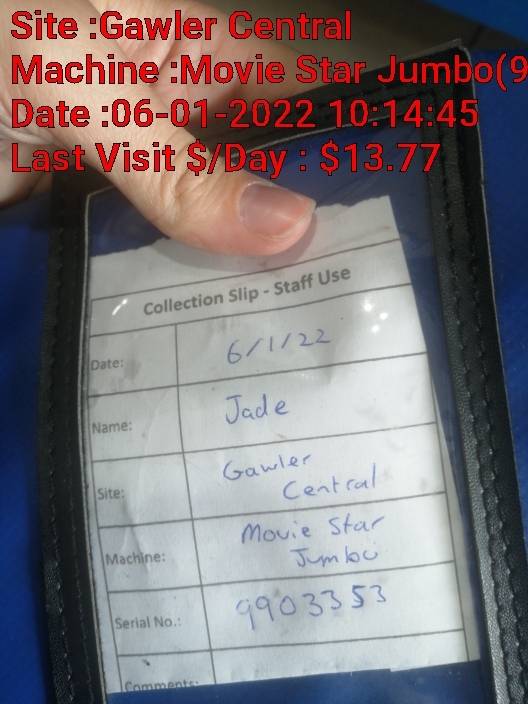 Site :Gawler Central
Machine :Movie Star Jumbo(9
Date :06-01-2022 10:14:45
Last Visit $/Day : $13.77
Collection Slip - Staff Use
Date: 6/1/22
Name: Jade
Site: Gawler
Central
Machine: Movie Star
Jumbo
Serial No.: 9903353
Comments: